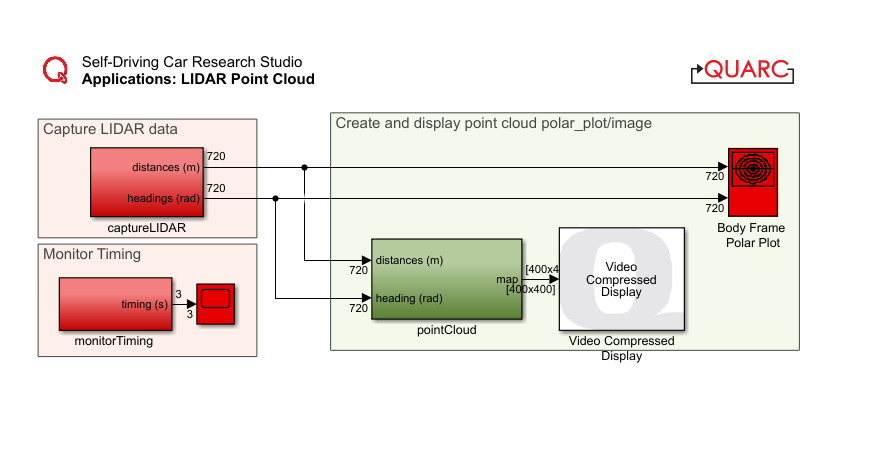 Self-Driving Car Research Studio
Applications: LIDAR Point Cloud
QUARC
Capture LIDAR data
distances (m)
720
headings (rad)
720
captureLIDAR
Monitor Timing
timing (s)
3
3
monitorTiming
Create and display point cloud polar_plot/image
720
720
Body Frame
Polar Plot
distances (m)
720
heading (rad)
720
map
pointCloud
[400x4
[400x400]
Video
Compressed
Display
Video Compressed
Display